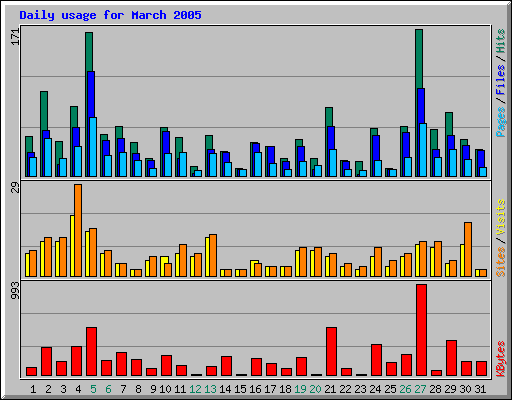 Daily usage for March 2005
171
Pages / Files / Hits
29
Sites / Visits
993
KBytes
1 2 3 4 5 6 7 8 9 10 11 12 13 14 15 16 17 18 19 20 21 22 23 24 25 26 27 28 29 30 31